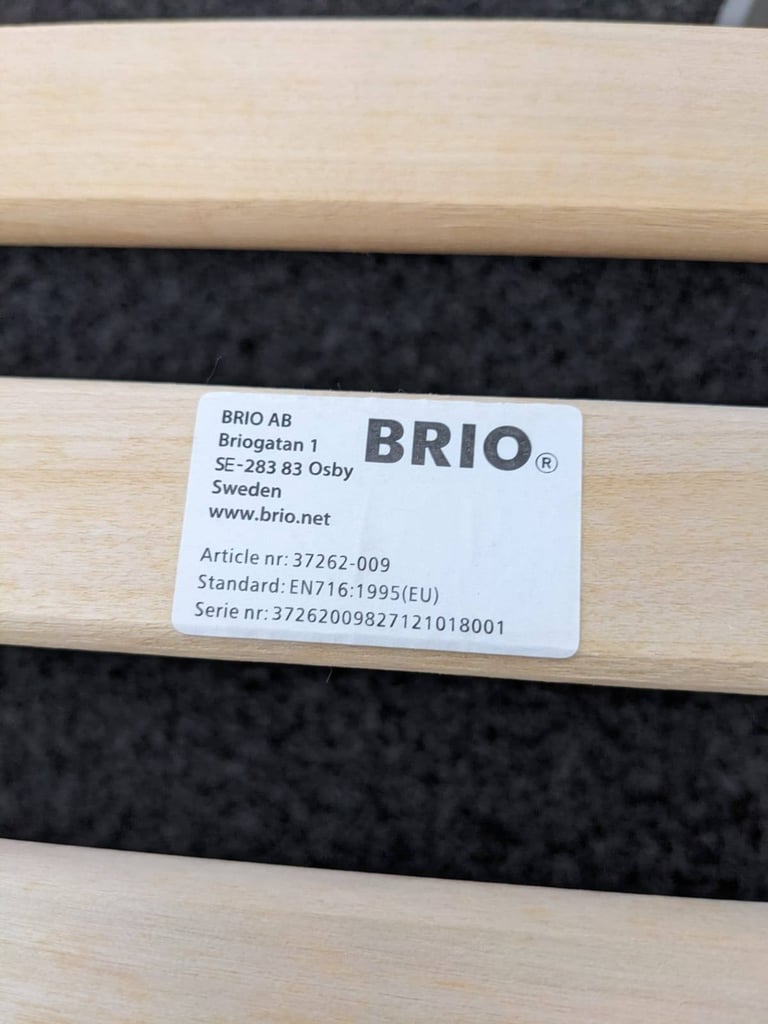 BRIO AB
Briogatan 1
SE-283 83 Osby
Sweden
www.brio.net
BRIO®
Article nr: 37262-009
Standard: EN716:1995(EU)
Serie nr: 37262009827121018001